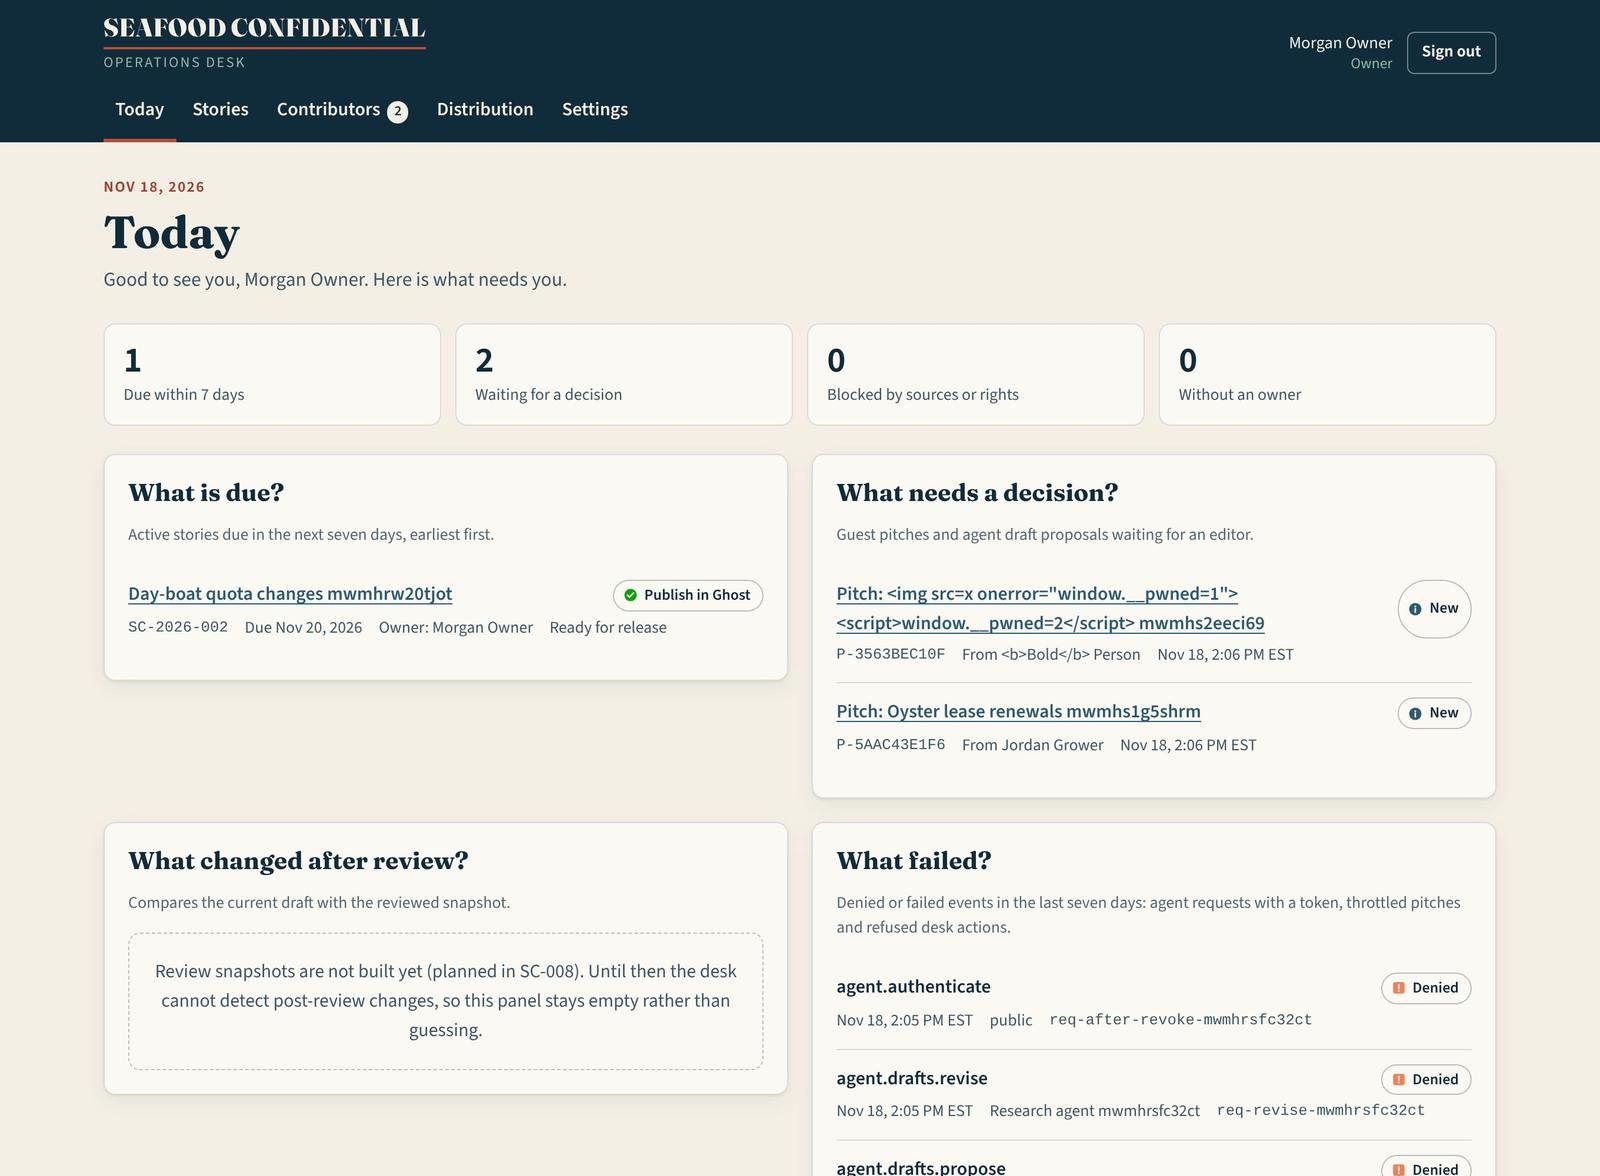 SEAFOOD CONFIDENTIAL
OPERATIONS DESK
Morgan Owner
Owner
Sign out
Today
Stories
Contributors 2
Distribution
Settings
NOV 18, 2026
Today
Good to see you, Morgan Owner. Here is what needs you.
1
Due within 7 days
2
Waiting for a decision
0
Blocked by sources or rights
0
Without an owner
What is due?
Active stories due in the next seven days, earliest first.
Day-boat quota changes mwmhrw20tjot
Publish in Ghost
SC-2026-002 Due Nov 20, 2026 Owner: Morgan Owner Ready for release
What needs a decision?
Guest pitches and agent draft proposals waiting for an editor.
Pitch: <img src=x onerror="window.__pwned=1">
<script>window.__pwned=2</script> mwmhs2eeci69
New
P-3563BEC10F From <b>Bold</b> Person Nov 18, 2:06 PM EST
Pitch: Oyster lease renewals mwmhs1g5shrm
New
P-5AAC43E1F6 From Jordan Grower Nov 18, 2:06 PM EST
What changed after review?
Compares the current draft with the reviewed snapshot.
Review snapshots are not built yet (planned in SC-008). Until then the desk
cannot detect post-review changes, so this panel stays empty rather than
guessing.
What failed?
Denied or failed events in the last seven days: agent requests with a token, throttled pitches
and refused desk actions.
agent.authenticate
Denied
Nov 18, 2:05 PM EST public req-after-revoke-mwmhrsfc32ct
agent.drafts.revise
Denied
Nov 18, 2:05 PM EST Research agent mwmhrsfc32ct req-revise-mwmhrsfc32ct
agent.drafts.propose
Denied